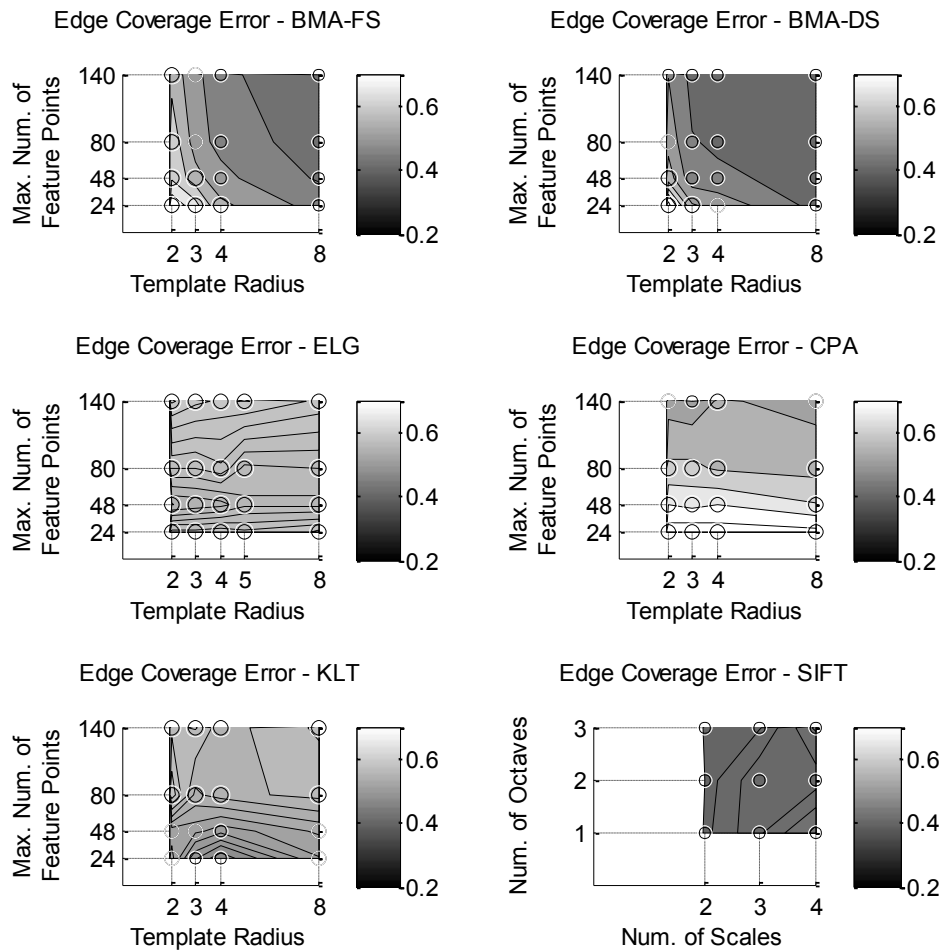 Edge Coverage Error - BMA-FS
Max. Num. of
Feature Points
140
80
48
24
2 3 4 8
Template Radius
0.6
0.4
0.2
Edge Coverage Error - BMA-DS
Max. Num. of
Feature Points
140
80
48
24
2 3 4 8
Template Radius
0.6
0.4
0.2
Edge Coverage Error - ELG
Max. Num. of
Feature Points
140
80
48
24
2 3 4 5 8
Template Radius
0.6
0.4
0.2
Edge Coverage Error - CPA
Max. Num. of
Feature Points
140
80
48
24
2 3 4 8
Template Radius
0.6
0.4
0.2
Edge Coverage Error - KLT
Max. Num. of
Feature Points
140
80
48
24
2 3 4 8
Template Radius
0.6
0.4
0.2
Edge Coverage Error - SIFT
Num. of Octaves
3
2
1
2 3 4
Num. of Scales
0.6
0.4
0.2